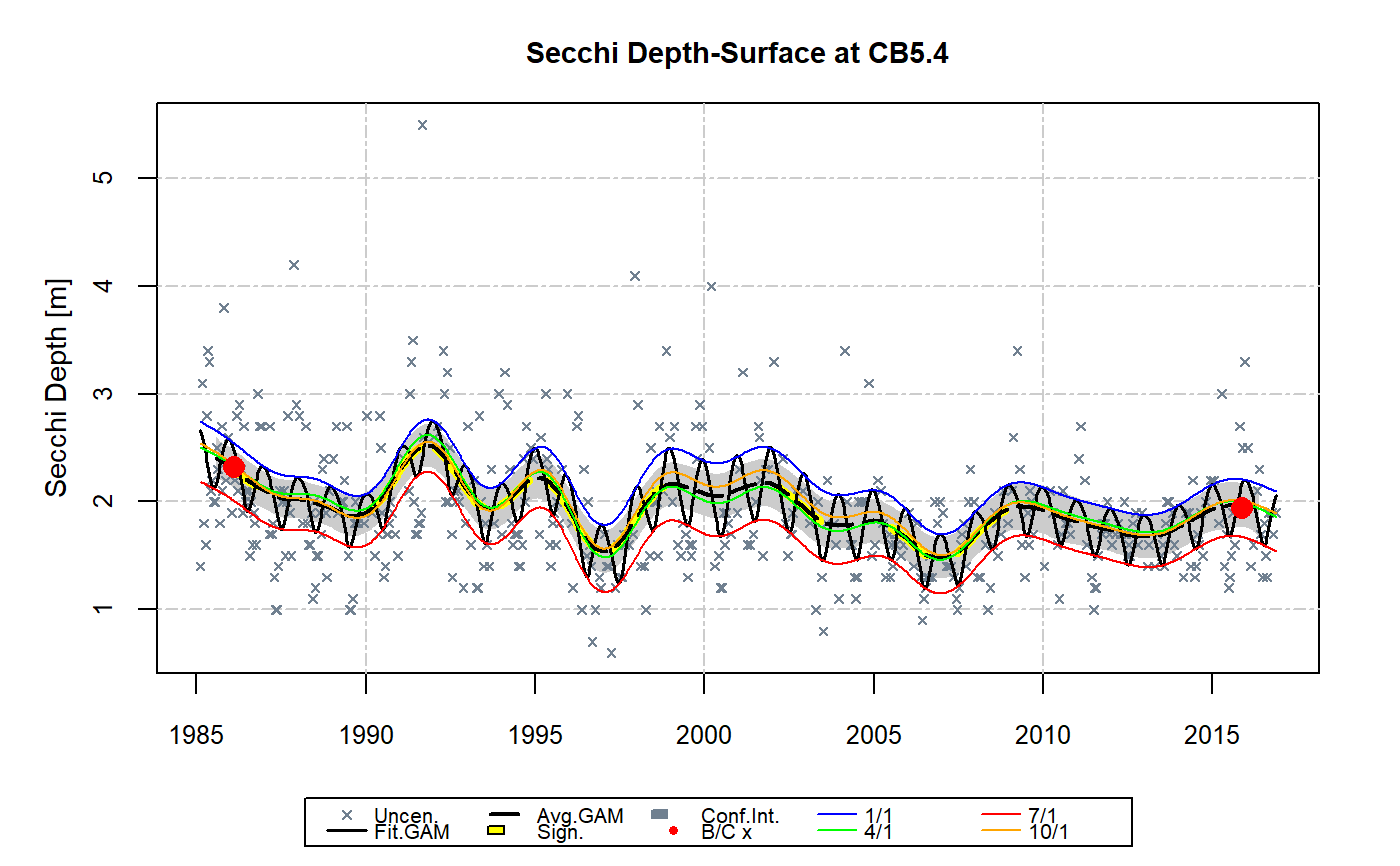 Secchi Depth-Surface at CB5.4
Secchi Depth [m]
5
4
3
2
1
1985 1990 1995 2000 2005 2010 2015
Uncen. Avg.GAM Conf.Int. 1/1 7/1
Fit.GAM Sign. B/C x 4/1 10/1